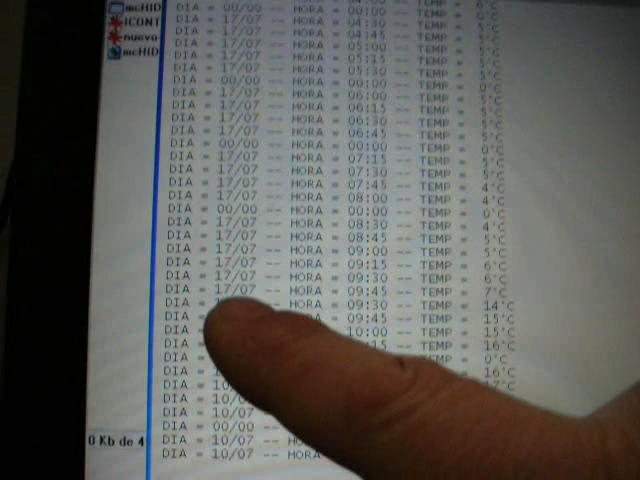 mcHID
ICONT
nuevo
mcHID
0 Kb de 4
DIA = 00/00 -- HORA = 00:00 -- TEMP = 0°C
DIA = 17/07 -- HORA = 04:30 -- TEMP = 5°C
DIA = 17/07 -- HORA = 04:45 -- TEMP = 5°C
DIA = 17/07 -- HORA = 05:00 -- TEMP = 5°C
DIA = 17/07 -- HORA = 05:15 -- TEMP = 5°C
DIA = 17/07 -- HORA = 05:30 -- TEMP = 5°C
DIA = 00/00 -- HORA = 00:00 -- TEMP = 0°C
DIA = 17/07 -- HORA = 06:00 -- TEMP = 5°C
DIA = 17/07 -- HORA = 06:15 -- TEMP = 5°C
DIA = 17/07 -- HORA = 06:30 -- TEMP = 5°C
DIA = 17/07 -- HORA = 06:45 -- TEMP = 5°C
DIA = 00/00 -- HORA = 00:00 -- TEMP = 0°C
DIA = 17/07 -- HORA = 07:15 -- TEMP = 5°C
DIA = 17/07 -- HORA = 07:30 -- TEMP = 5°C
DIA = 17/07 -- HORA = 07:45 -- TEMP = 4°C
DIA = 17/07 -- HORA = 08:00 -- TEMP = 4°C
DIA = 00/00 -- HORA = 00:00 -- TEMP = 0°C
DIA = 17/07 -- HORA = 08:30 -- TEMP = 4°C
DIA = 17/07 -- HORA = 08:45 -- TEMP = 5°C
DIA = 17/07 -- HORA = 09:00 -- TEMP = 5°C
DIA = 17/07 -- HORA = 09:15 -- TEMP = 6°C
DIA = 17/07 -- HORA = 09:30 -- TEMP = 6°C
DIA = 17/07 -- HORA = 09:45 -- TEMP = 7°C
DIA = HORA = 09:30 -- TEMP = 14°C
DIA = 09:45 -- TEMP = 15°C
DIA = 10:00 -- TEMP = 15°C
DIA = TEMP = 16°C
DIA = 0°C
DIA = 16°C
DIA = 17°C
DIA = 10/07
DIA = 10/07 --
DIA = 00/00 --
DIA = 10/07 --
DIA = 10/07 -- HORA